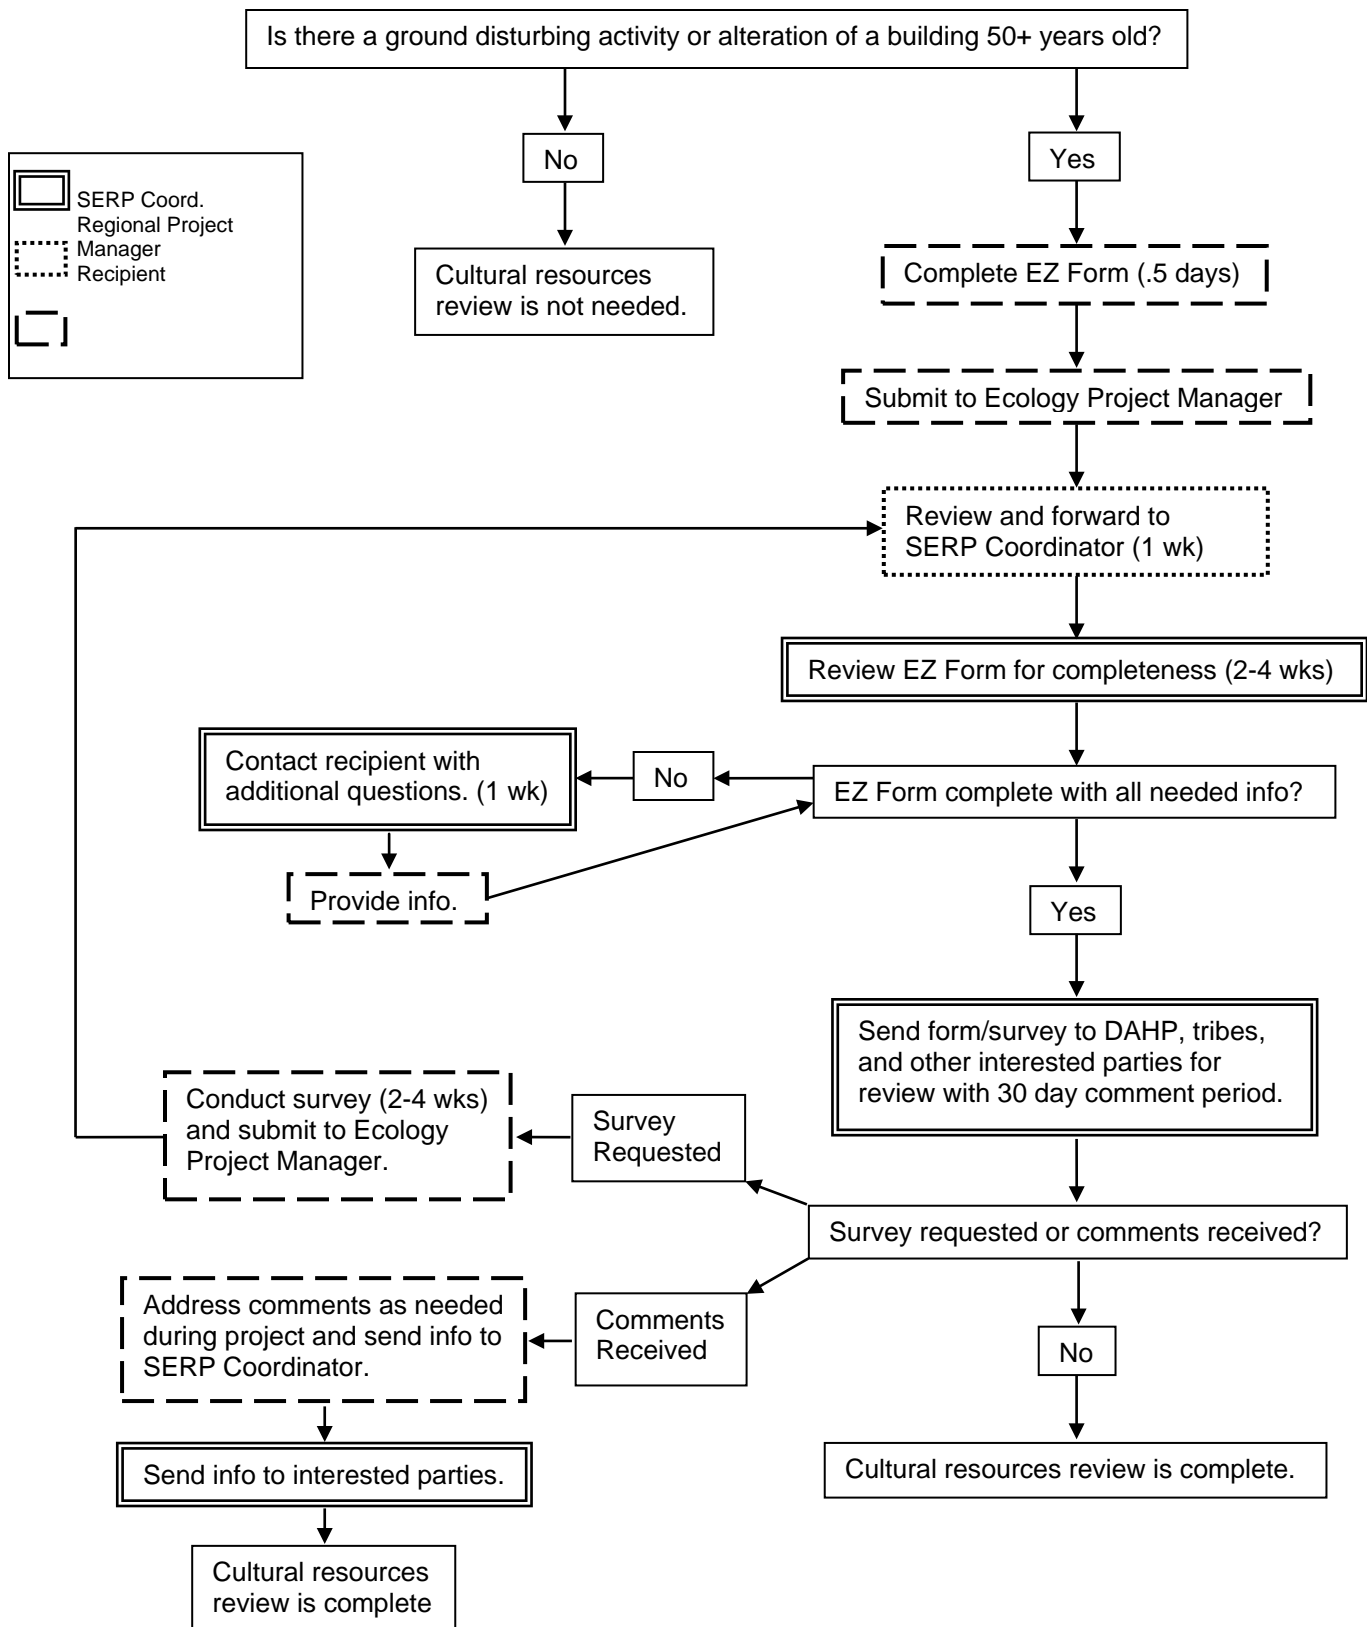 Is there a ground disturbing activity or alteration of a building 50+ years old?
No
Yes
SERP Coord.
Regional Project
Manager
Recipient
Cultural resources
review is not needed.
Complete EZ Form (.5 days)
Submit to Ecology Project Manager
Review and forward to
SERP Coordinator (1 wk)
Review EZ Form for completeness (2-4 wks)
Contact recipient with
additional questions. (1 wk)
No
EZ Form complete with all needed info?
Provide info.
Yes
Send form/survey to DAHP, tribes,
and other interested parties for
review with 30 day comment period.
Conduct survey (2-4 wks)
and submit to Ecology
Project Manager.
Survey
Requested
Survey requested or comments received?
Address comments as needed
during project and send info to
SERP Coordinator.
Comments
Received
No
Send info to interested parties.
Cultural resources review is complete.
Cultural resources
review is complete